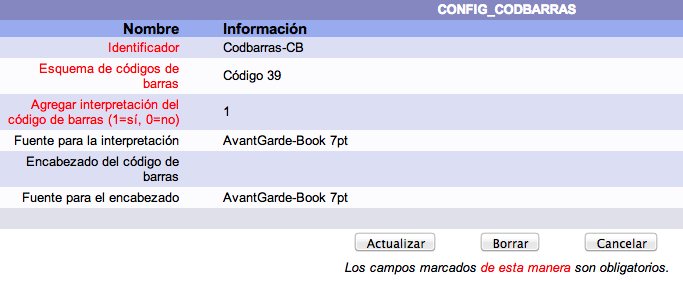 CONFIG_CODBARRAS
Nombre Información
Identificador Codbarras-CB
Esquema de códigos de
barras Código 39
Agregar interpretación del
código de barras (1=sí, 0=no) 1
Fuente para la interpretación AvantGarde-Book 7pt
Encabezado del código de
barras
Fuente para el encabezado AvantGarde-Book 7pt
Actualizar Borrar Cancelar
Los campos marcados de esta manera son obligatorios.